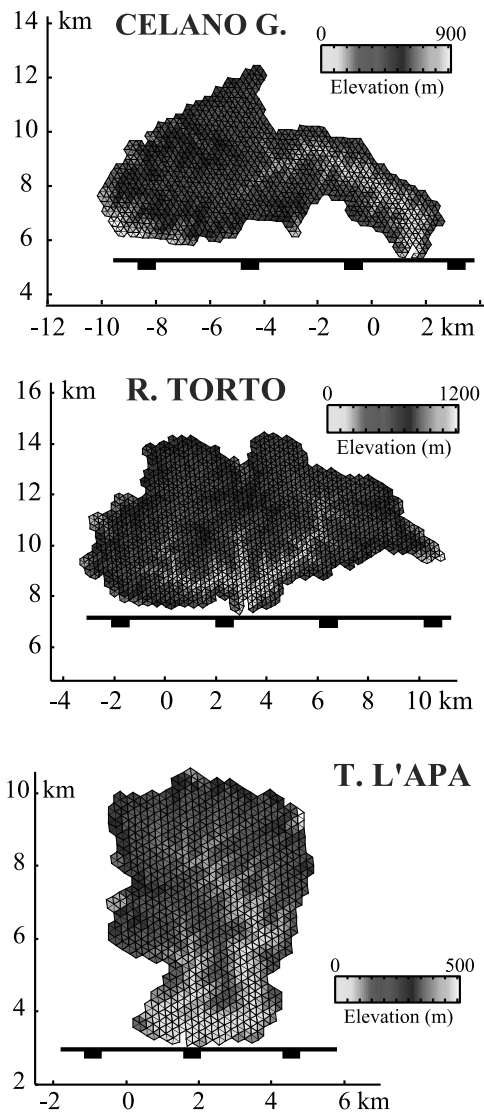 14 km CELANO G. 0 900
12 Elevation (m)
10
8
6
4
-12 -10 -8 -6 -4 -2 0 2 km
16 km R. TORTO 0 1200
14 Elevation (m)
12
10
8
6
-4 -2 0 2 4 6 8 10 km
10 km T. L'APA
8
6
0 500
4 Elevation (m)
2
-2 0 2 4 6 km